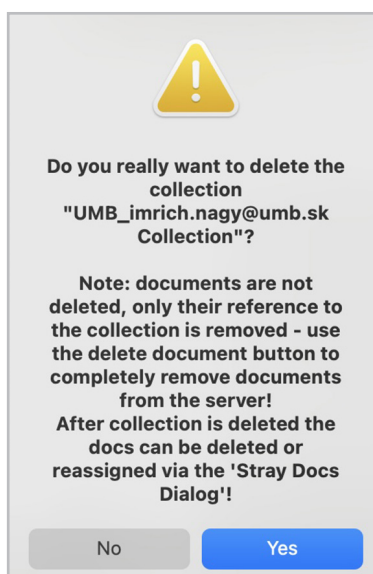 Do you really want to delete the
collection
"UMB_imrich.nagy@umb.sk
Collection"?
Note: documents are not
deleted, only their reference to
the collection is removed - use
the delete document button to
completely remove documents
from the server!
After collection is deleted the
docs can be deleted or
reassigned via the 'Stray Docs
Dialog'!
No
Yes